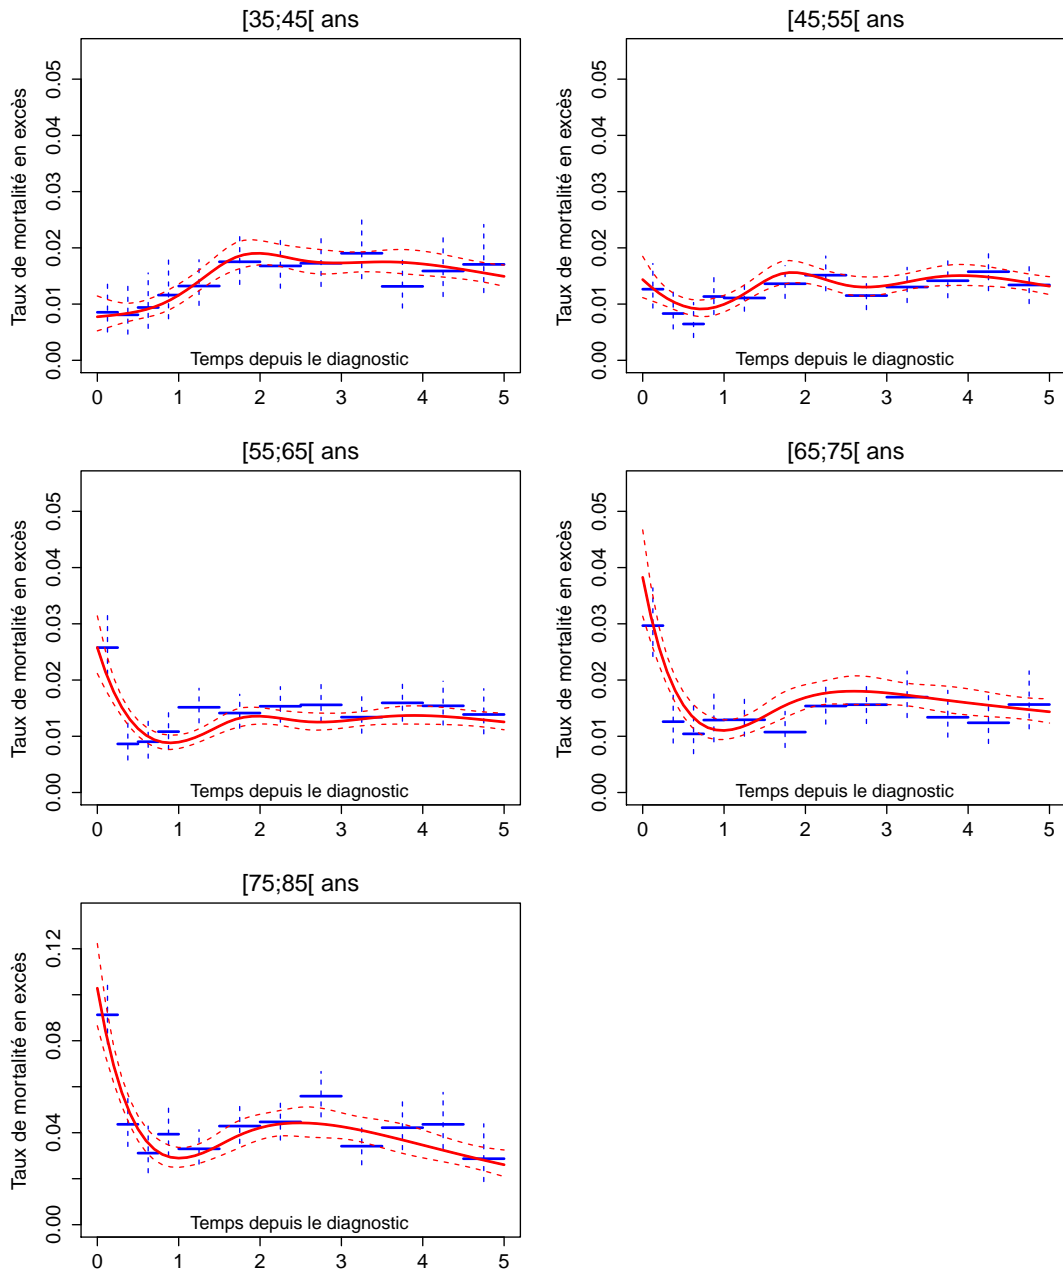 [35;45[ ans
[45;55[ ans
Taux de mortalité en excès
0.00 0.01 0.02 0.03 0.04 0.05
Temps depuis le diagnostic
0 1 2 3 4 5
Taux de mortalité en excès
0.00 0.01 0.02 0.03 0.04 0.05
Temps depuis le diagnostic
0 1 2 3 4 5
[55;65[ ans
[65;75[ ans
Taux de mortalité en excès
0.00 0.01 0.02 0.03 0.04 0.05
Temps depuis le diagnostic
0 1 2 3 4 5
Taux de mortalité en excès
0.00 0.01 0.02 0.03 0.04 0.05
Temps depuis le diagnostic
0 1 2 3 4 5
[75;85[ ans
Taux de mortalité en excès
0.00 0.04 0.08 0.12
Temps depuis le diagnostic
0 1 2 3 4 5